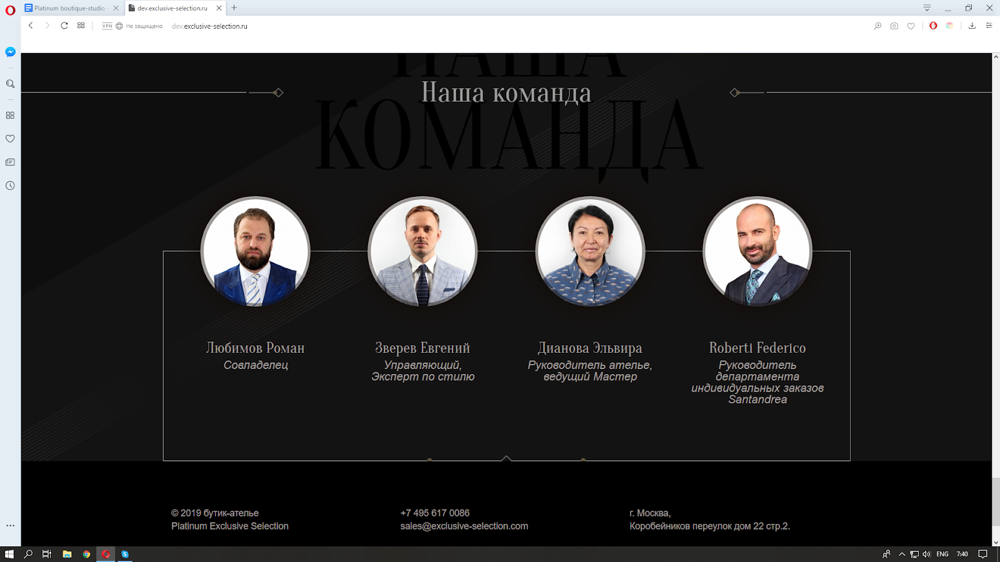 Platinum boutique-studio
dev.exclusive-selection.ru
VPN
Не защищено
dev.exclusive-selection.ru
НАША
КОМАНДА
Наша команда
Любимов Роман
Совладелец
Зверев Евгений
Управляющий,
Эксперт по стилю
Дианова Эльвира
Руководитель ателье,
ведущий Мастер
Roberti Federico
Руководитель
департамента
индивидуальных заказов
Santandrea
© 2019 бутик-ателье
Platinum Exclusive Selection
+7 495 617 0086
sales@exclusive-selection.com
г. Москва,
Коробейников переулок дом 22 стр.2.
ENG
7:40